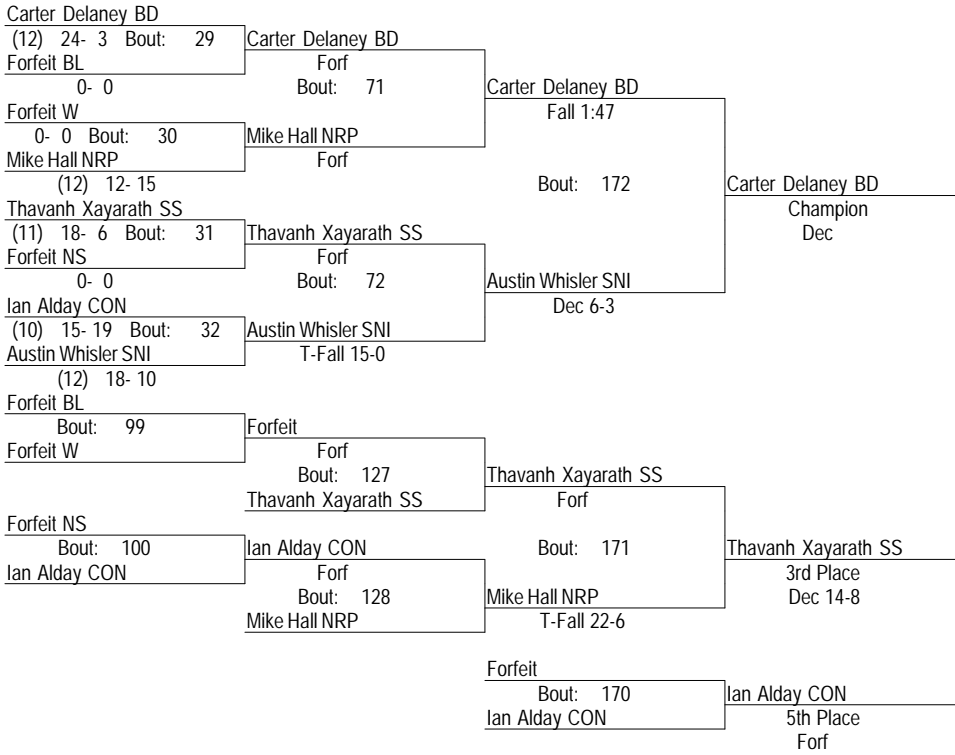 Carter Delaney BD
(12) 24- 3 Bout: 29
Carter Delaney BD
Forfeit BL
Forf
0- 0
Bout: 71
Carter Delaney BD
Forfeit W
Fall 1:47
0- 0 Bout: 30
Mike Hall NRP
Mike Hall NRP
Forf
(12) 12- 15
Bout: 172
Carter Delaney BD
Thavanh Xayarath SS
Champion
(11) 18- 6 Bout: 31
Thavanh Xayarath SS
Dec
Forfeit NS
Forf
0- 0
Bout: 72
Austin Whisler SNI
Ian Alday CON
Dec 6-3
(10) 15- 19 Bout: 32
Austin Whisler SNI
Austin Whisler SNI
T-Fall 15-0
(12) 18- 10
Forfeit BL
Bout: 99
Forfeit
Forfeit W
Forf
Bout: 127
Thavanh Xayarath SS
Thavanh Xayarath SS
Forf
Forfeit NS
Bout: 100
Ian Alday CON
Bout: 171
Thavanh Xayarath SS
Ian Alday CON
Forf
3rd Place
Bout: 128
Mike Hall NRP
Dec 14-8
Mike Hall NRP
T-Fall 22-6
Forfeit
Bout: 170
Ian Alday CON
Ian Alday CON
5th Place
Forf